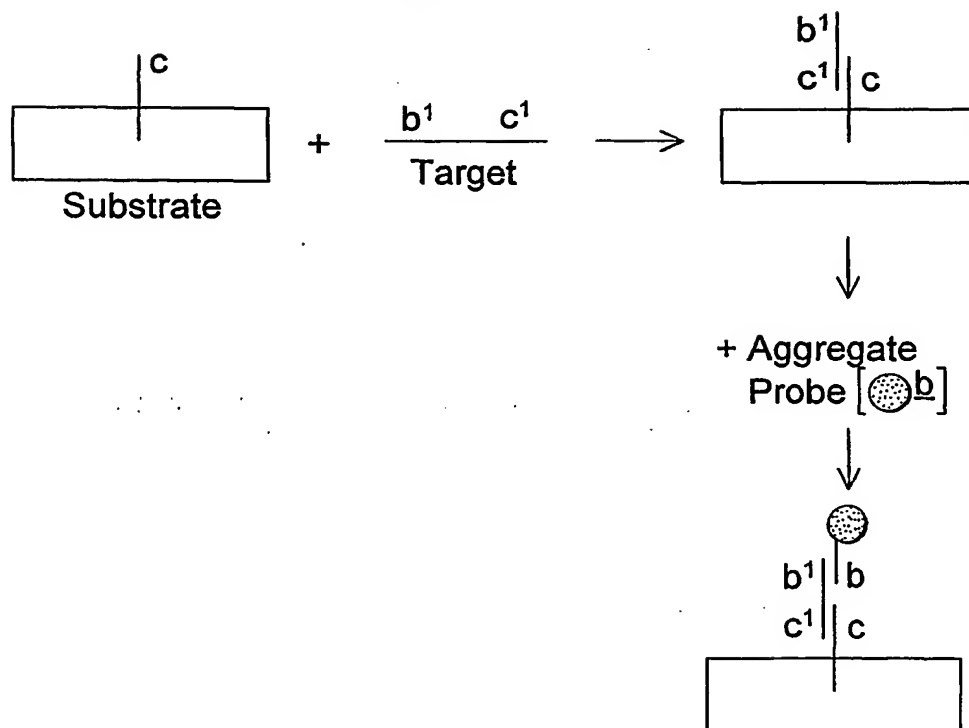 c
Substrate
+
b¹ c¹
Target
b¹
c¹ c
+ Aggregate
Probe [ b ]
b¹ b
c¹ c